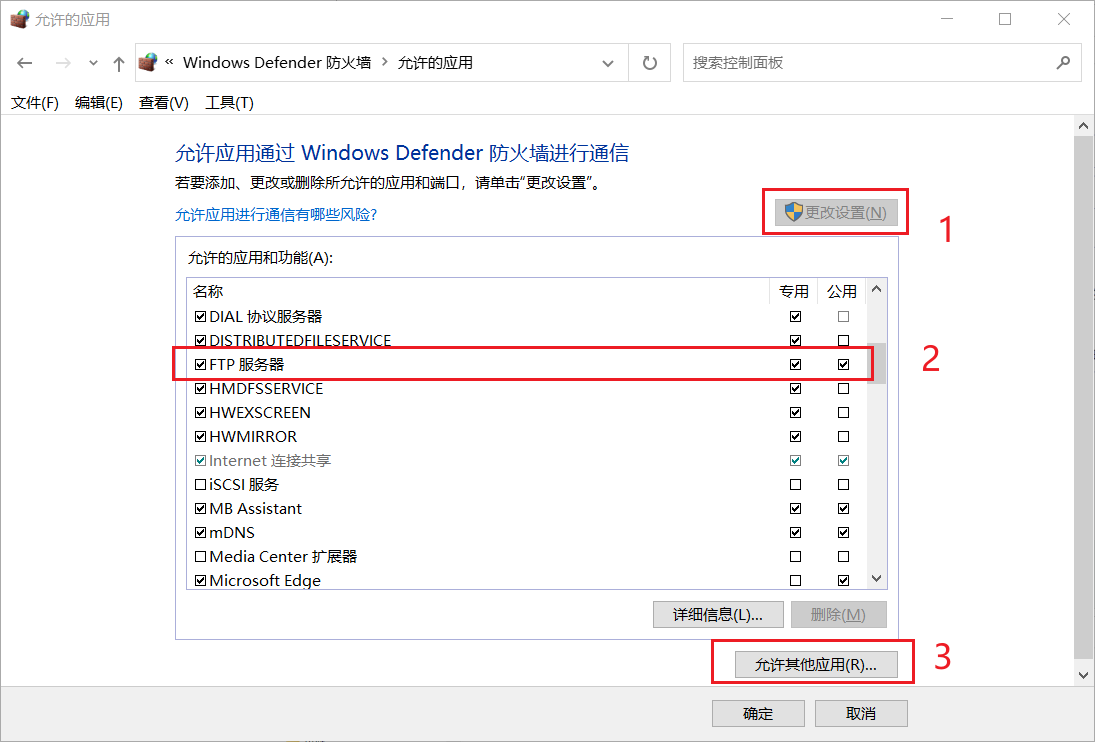 允许的应用
« Windows Defender 防火墙 > 允许的应用
搜索控制面板
文件(F) 编辑(E) 查看(V) 工具(T)
允许应用通过 Windows Defender 防火墙进行通信
若要添加、更改或删除所允许的应用和端口，请单击“更改设置”。
允许应用进行通信有哪些风险?
更改设置(N)
1
允许的应用和功能(A):
名称 专用 公用
DIAL 协议服务器
DISTRIBUTEDFILESERVICE
FTP 服务器
2
HMDFSSERVICE
HWEXSCREEN
HWMIRROR
Internet 连接共享
iSCSI 服务
MB Assistant
mDNS
Media Center 扩展器
Microsoft Edge
详细信息(L)... 删除(M)
允许其他应用(R)...
3
确定 取消